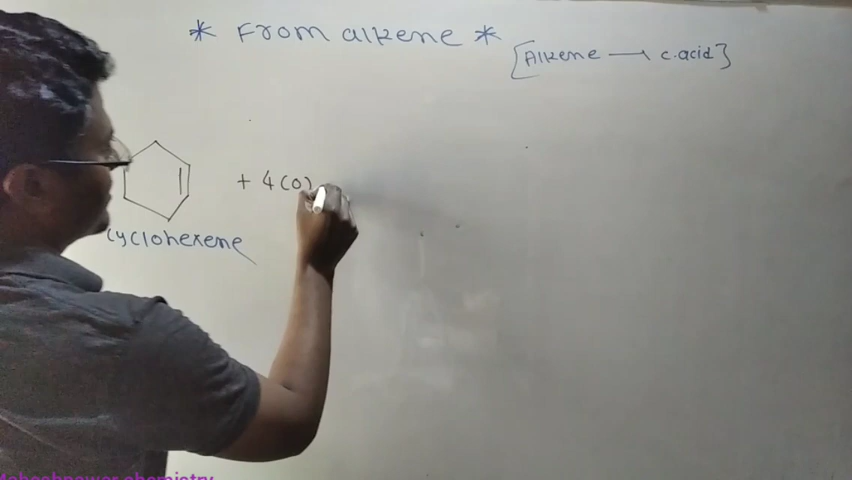 * From alkene *
[Alkene → c.acid]
+ 4(O)
cyclohexene